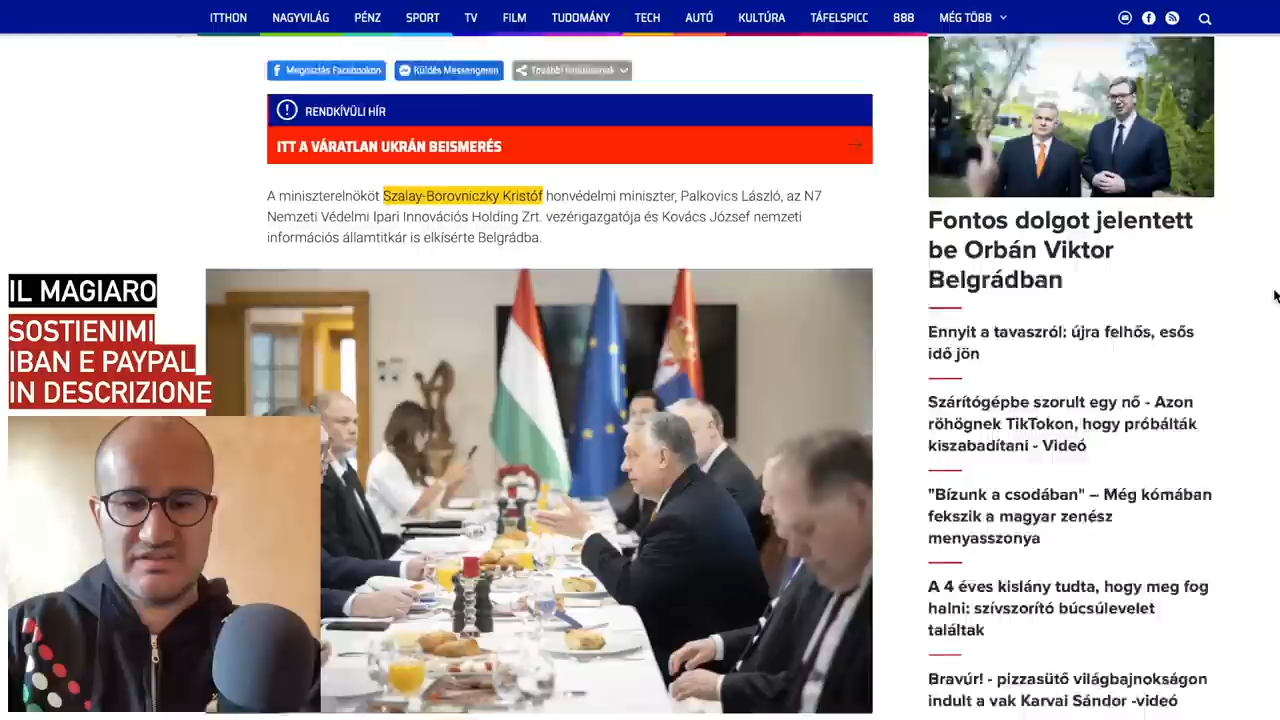 ITTHON NAGYVILÁG PÉNZ SPORT TV FILM TUDOMÁNY TECH AUTÓ KULTÚRA TÁFELSPICC 888 MÉG TÖBB
Megosztás Facebookon Küldés Messengeren További
RENDKÍVÜLI HÍR
ITT A VÁRATLAN UKRÁN BEISMERÉS
A miniszterelnököt Szalay-Borovniczky Kristóf honvédelmi miniszter, Palkovics László, az N7
Nemzeti Védelmi Ipari Innovációs Holding Zrt. vezérigazgatója és Kovács József nemzeti
információs államtitkár is elkísérte Belgrádba.
IL MAGIARO
SOSTIENIMI
IBAN E PAYPAL
IN DESCRIZIONE
Fontos dolgot jelentett
be Orbán Viktor
Belgrádban
Ennyit a tavaszról: újra felhős, esős
idő jön
Szárítógépbe szorult egy nő - Azon
röhögnek TikTokon, hogy próbálták
kiszabadítani - Videó
"Bízunk a csodában" – Még kómában
fekszik a magyar zenész
menyasszonya
A 4 éves kislány tudta, hogy meg fog
halni: szívszorító búcsúlevelet
találtak
Bravúr! - pizzasütő világbajnokságon
indult a vak Karvai Sándor -videó